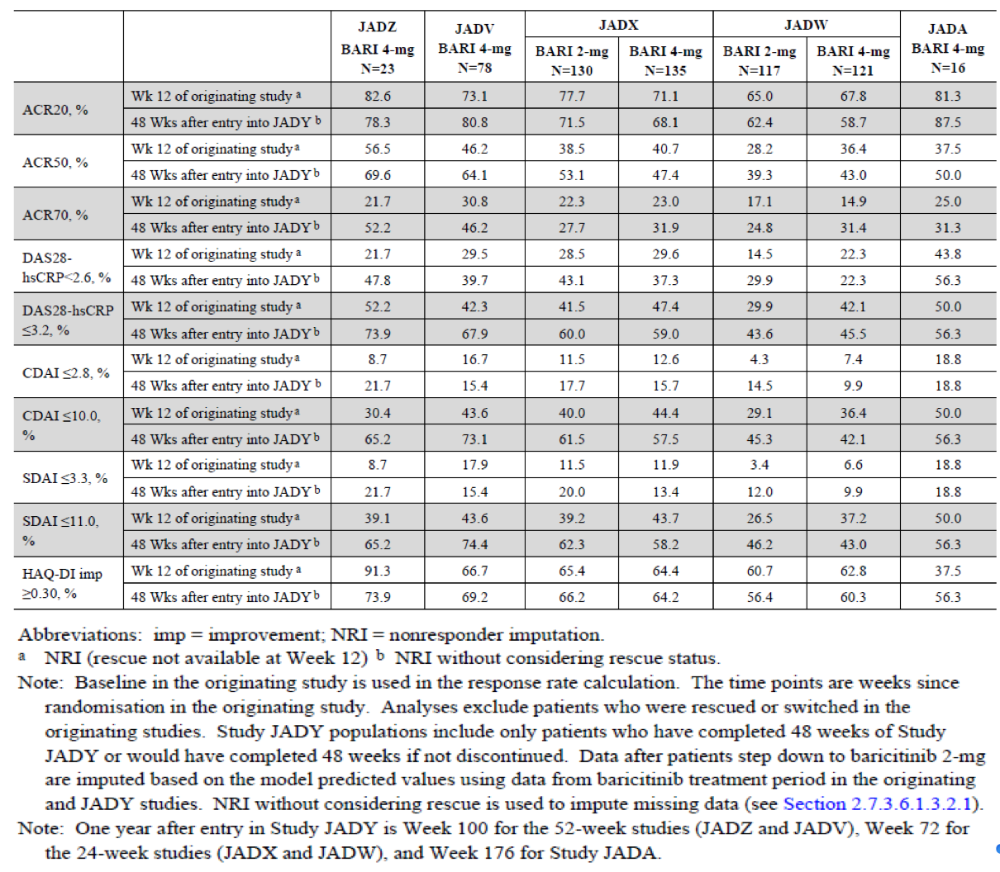 JADZ BARI 4-mg N=23 JADV BARI 4-mg N=78 JADX JADW JADA BARI 4-mg N=16
BARI 2-mg N=130 BARI 4-mg N=135 BARI 2-mg N=117 BARI 4-mg N=121
ACR20, % Wk 12 of originating study a 82.6 73.1 77.7 71.1 65.0 67.8 81.3
48 Wks after entry into JADY b 78.3 80.8 71.5 68.1 62.4 58.7 87.5
ACR50, % Wk 12 of originating study a 56.5 46.2 38.5 40.7 28.2 36.4 37.5
48 Wks after entry into JADY b 69.6 64.1 53.1 47.4 39.3 43.0 50.0
ACR70, % Wk 12 of originating study a 21.7 30.8 22.3 23.0 17.1 14.9 25.0
48 Wks after entry into JADY b 52.2 46.2 27.7 31.9 24.8 31.4 31.3
DAS28-hsCRP<2.6, % Wk 12 of originating study a 21.7 29.5 28.5 29.6 14.5 22.3 43.8
48 Wks after entry into JADY b 47.8 39.7 43.1 37.3 29.9 22.3 56.3
DAS28-hsCRP ≤3.2, % Wk 12 of originating study a 52.2 42.3 41.5 47.4 29.9 42.1 50.0
48 Wks after entry into JADY b 73.9 67.9 60.0 59.0 43.6 45.5 56.3
CDAI ≤2.8, % Wk 12 of originating study a 8.7 16.7 11.5 12.6 4.3 7.4 18.8
48 Wks after entry into JADY b 21.7 15.4 17.7 15.7 14.5 9.9 18.8
CDAI ≤10.0, % Wk 12 of originating study a 30.4 43.6 40.0 44.4 29.1 36.4 50.0
48 Wks after entry into JADY b 65.2 73.1 61.5 57.5 45.3 42.1 56.3
SDAI ≤3.3, % Wk 12 of originating study a 8.7 17.9 11.5 11.9 3.4 6.6 18.8
48 Wks after entry into JADY b 21.7 15.4 20.0 13.4 12.0 9.9 18.8
SDAI ≤11.0, % Wk 12 of originating study a 39.1 43.6 39.2 43.7 26.5 37.2 50.0
48 Wks after entry into JADY b 65.2 74.4 62.3 58.2 46.2 43.0 56.3
HAQ-DI imp ≥0.30, % Wk 12 of originating study a 91.3 66.7 65.4 64.4 60.7 62.8 37.5
48 Wks after entry into JADY b 73.9 69.2 66.2 64.2 56.4 60.3 56.3
Abbreviations: imp = improvement; NRI = nonresponder imputation.
a NRI (rescue not available at Week 12) b NRI without considering rescue status.
Note: Baseline in the originating study is used in the response rate calculation. The time points are weeks since
randomisation in the originating study. Analyses exclude patients who were rescued or switched in the
originating studies. Study JADY populations include only patients who have completed 48 weeks of Study
JADY or would have completed 48 weeks if not discontinued. Data after patients step down to baricitinib 2-mg
are imputed based on the model predicted values using data from baricitinib treatment period in the originating
and JADY studies. NRI without considering rescue is used to impute missing data (see Section 2.7.3.6.1.3.2.1).
Note: One year after entry in Study JADY is Week 100 for the 52-week studies (JADZ and JADV), Week 72 for
the 24-week studies (JADX and JADW), and Week 176 for Study JADA.